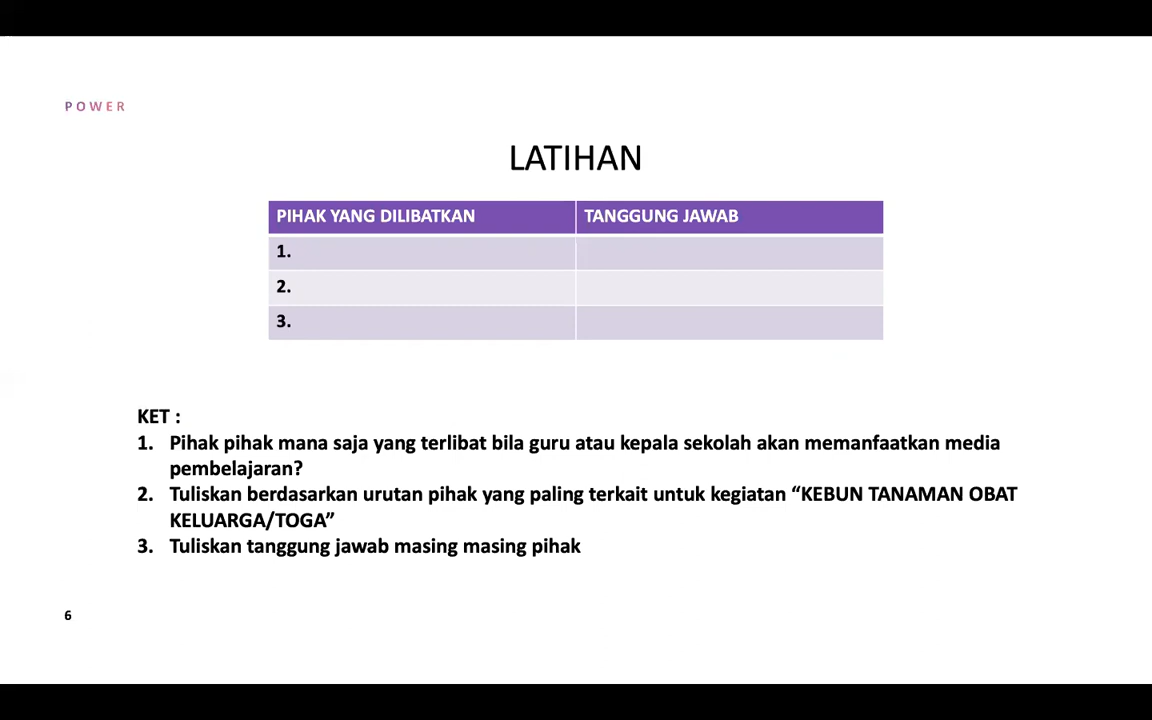 POWER
LATIHAN
PIHAK YANG DILIBATKAN TANGGUNG JAWAB
1.
2.
3.
KET :
1. Pihak pihak mana saja yang terlibat bila guru atau kepala sekolah akan memanfaatkan media
pembelajaran?
2. Tuliskan berdasarkan urutan pihak yang paling terkait untuk kegiatan “KEBUN TANAMAN OBAT
KELUARGA/TOGA”
3. Tuliskan tanggung jawab masing masing pihak
6